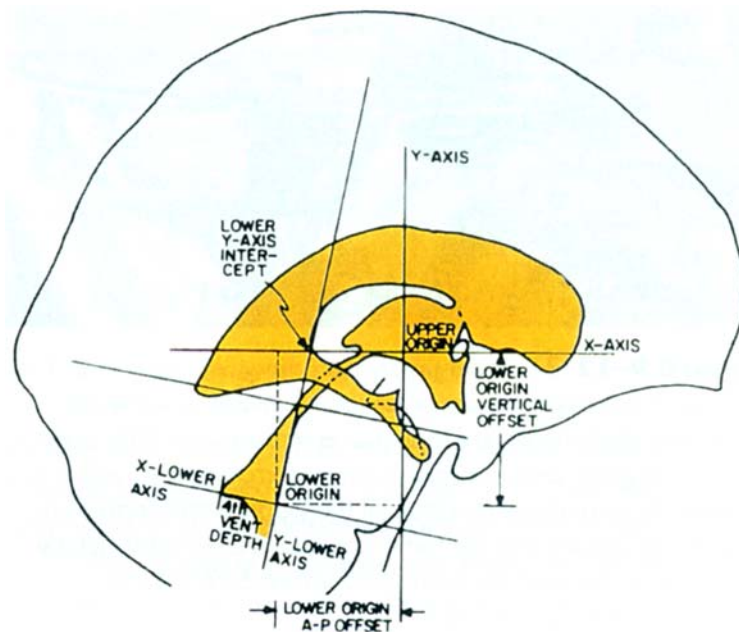 Y-AXIS
LOWER
Y-AXIS
INTER-
CEPT
UPPER
ORIGIN
X-AXIS
LOWER
ORIGIN
VERTICAL
OFFSET
X-LOWER
AXIS
LOWER
ORIGIN
4TH
VENT
DEPTH
Y-LOWER
AXIS
LOWER ORIGIN
A-P OFFSET